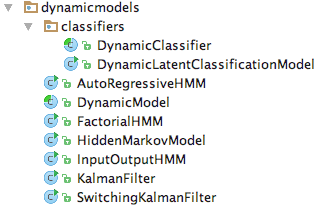 dynamicmodels
classifiers
DynamicClassifier
DynamicLatentClassificationModel
AutoRegressiveHMM
DynamicModel
FactorialHMM
HiddenMarkovModel
InputOutputHMM
KalmanFilter
SwitchingKalmanFilter